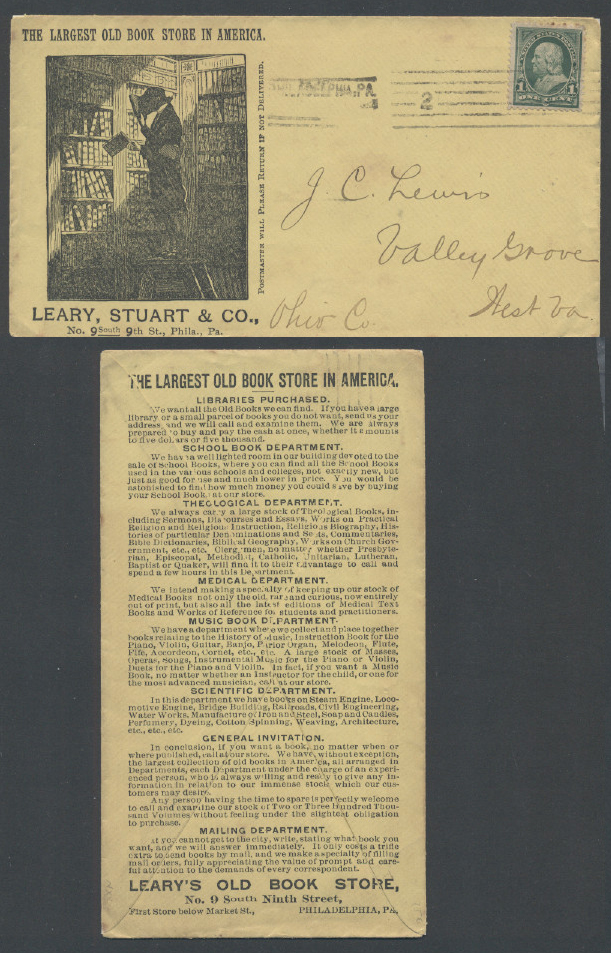 THE LARGEST OLD BOOK STORE IN AMERICA.
POSTMASTER WILL PLEASE RETURN IF NOT DELIVERED.
LEARY, STUART & CO.,
No. 9 South 9th St., Phila., Pa.
PHILADELPHIA, PA.
2
1 1
ONE CENT
J. C. Lewis
Valley Grove
Ohio Co. West Va.
THE LARGEST OLD BOOK STORE IN AMERICA.
LIBRARIES PURCHASED.
We want all the Old Books we can find. If you have a large
library or a small parcel of books you do not want, send us your
address, and we will call and examine them. We are always
prepared to buy and pay the cash at once, whether it amounts
to five dollars or five thousand.
SCHOOL BOOK DEPARTMENT.
We have a well lighted room in our building devoted to the
sale of School Books, where you can find all the School Books
used in the various schools and colleges, not exactly new, but
just as good for use and much lower in price. You would be
astonished to find how much money you could save by buying
your School Books at our store.
THEOLOGICAL DEPARTMENT.
We always carry a large stock of Theological Books, in-
cluding Sermons, Discourses and Essays, Works on Practical
Religion and Religious Instruction, Religious Biography, His-
tories of particular Denominations and Sects, Commentaries,
Bible Dictionaries, Biblical Geography, Works on Church Gov-
ernment, etc., etc. Clergymen, no matter whether Presbyte-
rian, Episcopal, Methodist, Catholic, Unitarian, Lutheran,
Baptist or Quaker, will find it to their advantage to call and
spend a few hours in this Department.
MEDICAL DEPARTMENT.
We intend making a specialty of keeping up our stock of
Medical Books not only the old, rare and curious, now entirely
out of print, but also all the latest editions of Medical Text
Books and Works of Reference for students and practitioners.
MUSIC BOOK DEPARTMENT.
We have a department where we collect and place together
books relating to the History of Music, Instruction Book for the
Piano, Violin, Guitar, Banjo, Parlor Organ, Melodeon, Flute,
Fife, Accordeon, Cornet, etc., etc. A large stock of Masses,
Operas, Songs, Instrumental Music for the Piano or Violin,
Duets for the Piano and Violin. In fact, if you want a Music
Book, no matter whether an Instructor for the child, or one for
the most advanced musician, call at our store.
SCIENTIFIC DEPARTMENT.
In this department we have books on Steam Engine, Loco-
motive Engine, Bridge Building, Railroads, Civil Engineering,
Water Works, Manufacture of Iron and Steel, Soap and Candles,
Perfumery, Dyeing, Cotton Spinning, Weaving, Architecture,
etc., etc., etc.
GENERAL INVITATION.
In conclusion, if you want a book, no matter when or
where published, call at our store. We have, without exception,
the largest collection of old books in America, all arranged in
Departments, each Department under the charge of an experi-
enced person, who is always willing and ready to give any in-
formation in relation to our immense stock which our cus-
tomers may desire.
Any person having the time to spare is perfectly welcome
to call and examine our stock of Two or Three Hundred Thou-
sand Volumes without feeling under the slightest obligation
to purchase.
MAILING DEPARTMENT.
If you cannot get to the city, write, stating what book you
want, and we will answer immediately. It only costs a trifle
extra to send books by mail, and we make a specialty of filling
mail orders, fully appreciating the value of prompt and care-
ful attention to the demands of every correspondent.
LEARY'S OLD BOOK STORE,
No. 9 South Ninth Street,
First Store below Market St., PHILADELPHIA, PA.